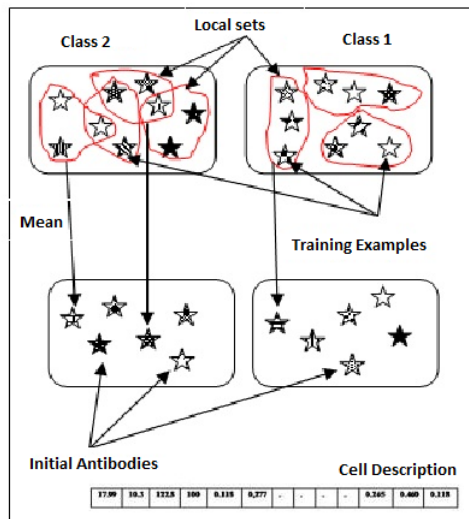 Local sets
Class 2
Class 1
Mean
Training Examples
Initial Antibodies
Cell Description
17.99 10.3 122.8 100 0.118 0,277 . . . . 0.265 0.460 0.118